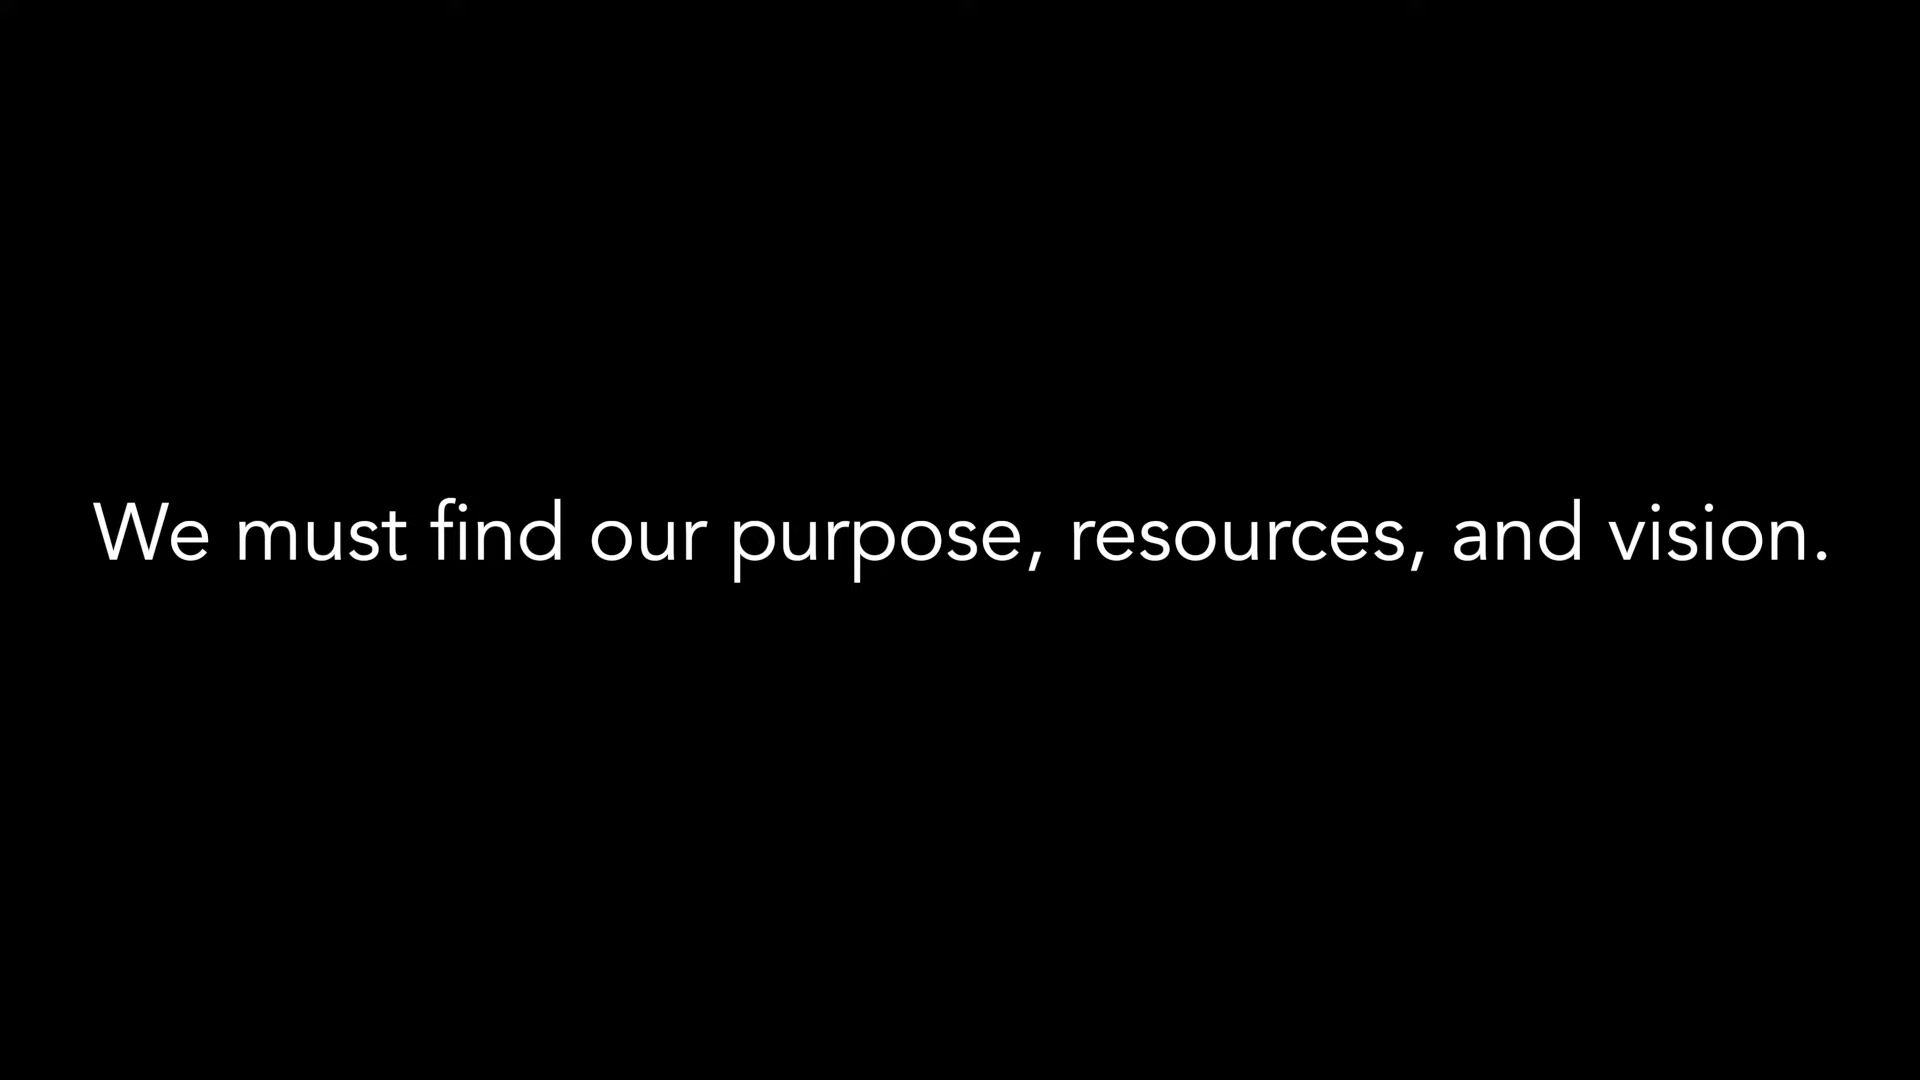 We must find our purpose, resources, and vision.